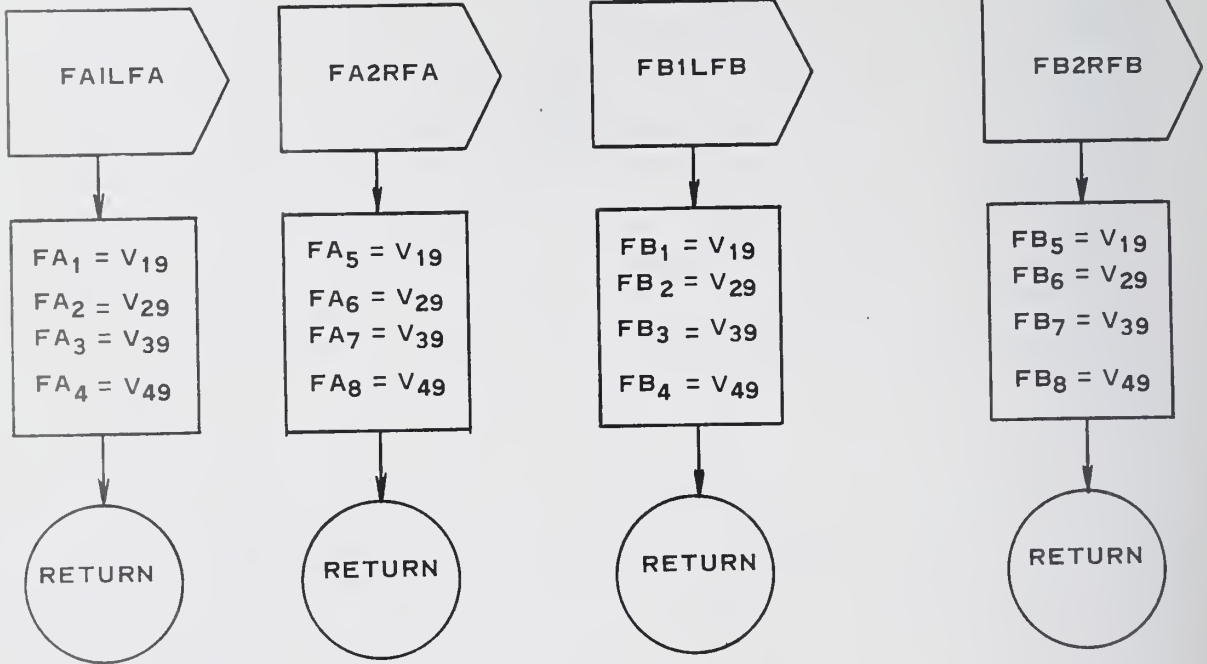 FA1LFA
FA₁ = V₁₉
FA₂ = V₂₉
FA₃ = V₃₉
FA₄ = V₄₉
RETURN
FA2RFA
FA₅ = V₁₉
FA₆ = V₂₉
FA₇ = V₃₉
FA₈ = V₄₉
RETURN
FB1LFB
FB₁ = V₁₉
FB₂ = V₂₉
FB₃ = V₃₉
FB₄ = V₄₉
RETURN
FB2RFB
FB₅ = V₁₉
FB₆ = V₂₉
FB₇ = V₃₉
FB₈ = V₄₉
RETURN